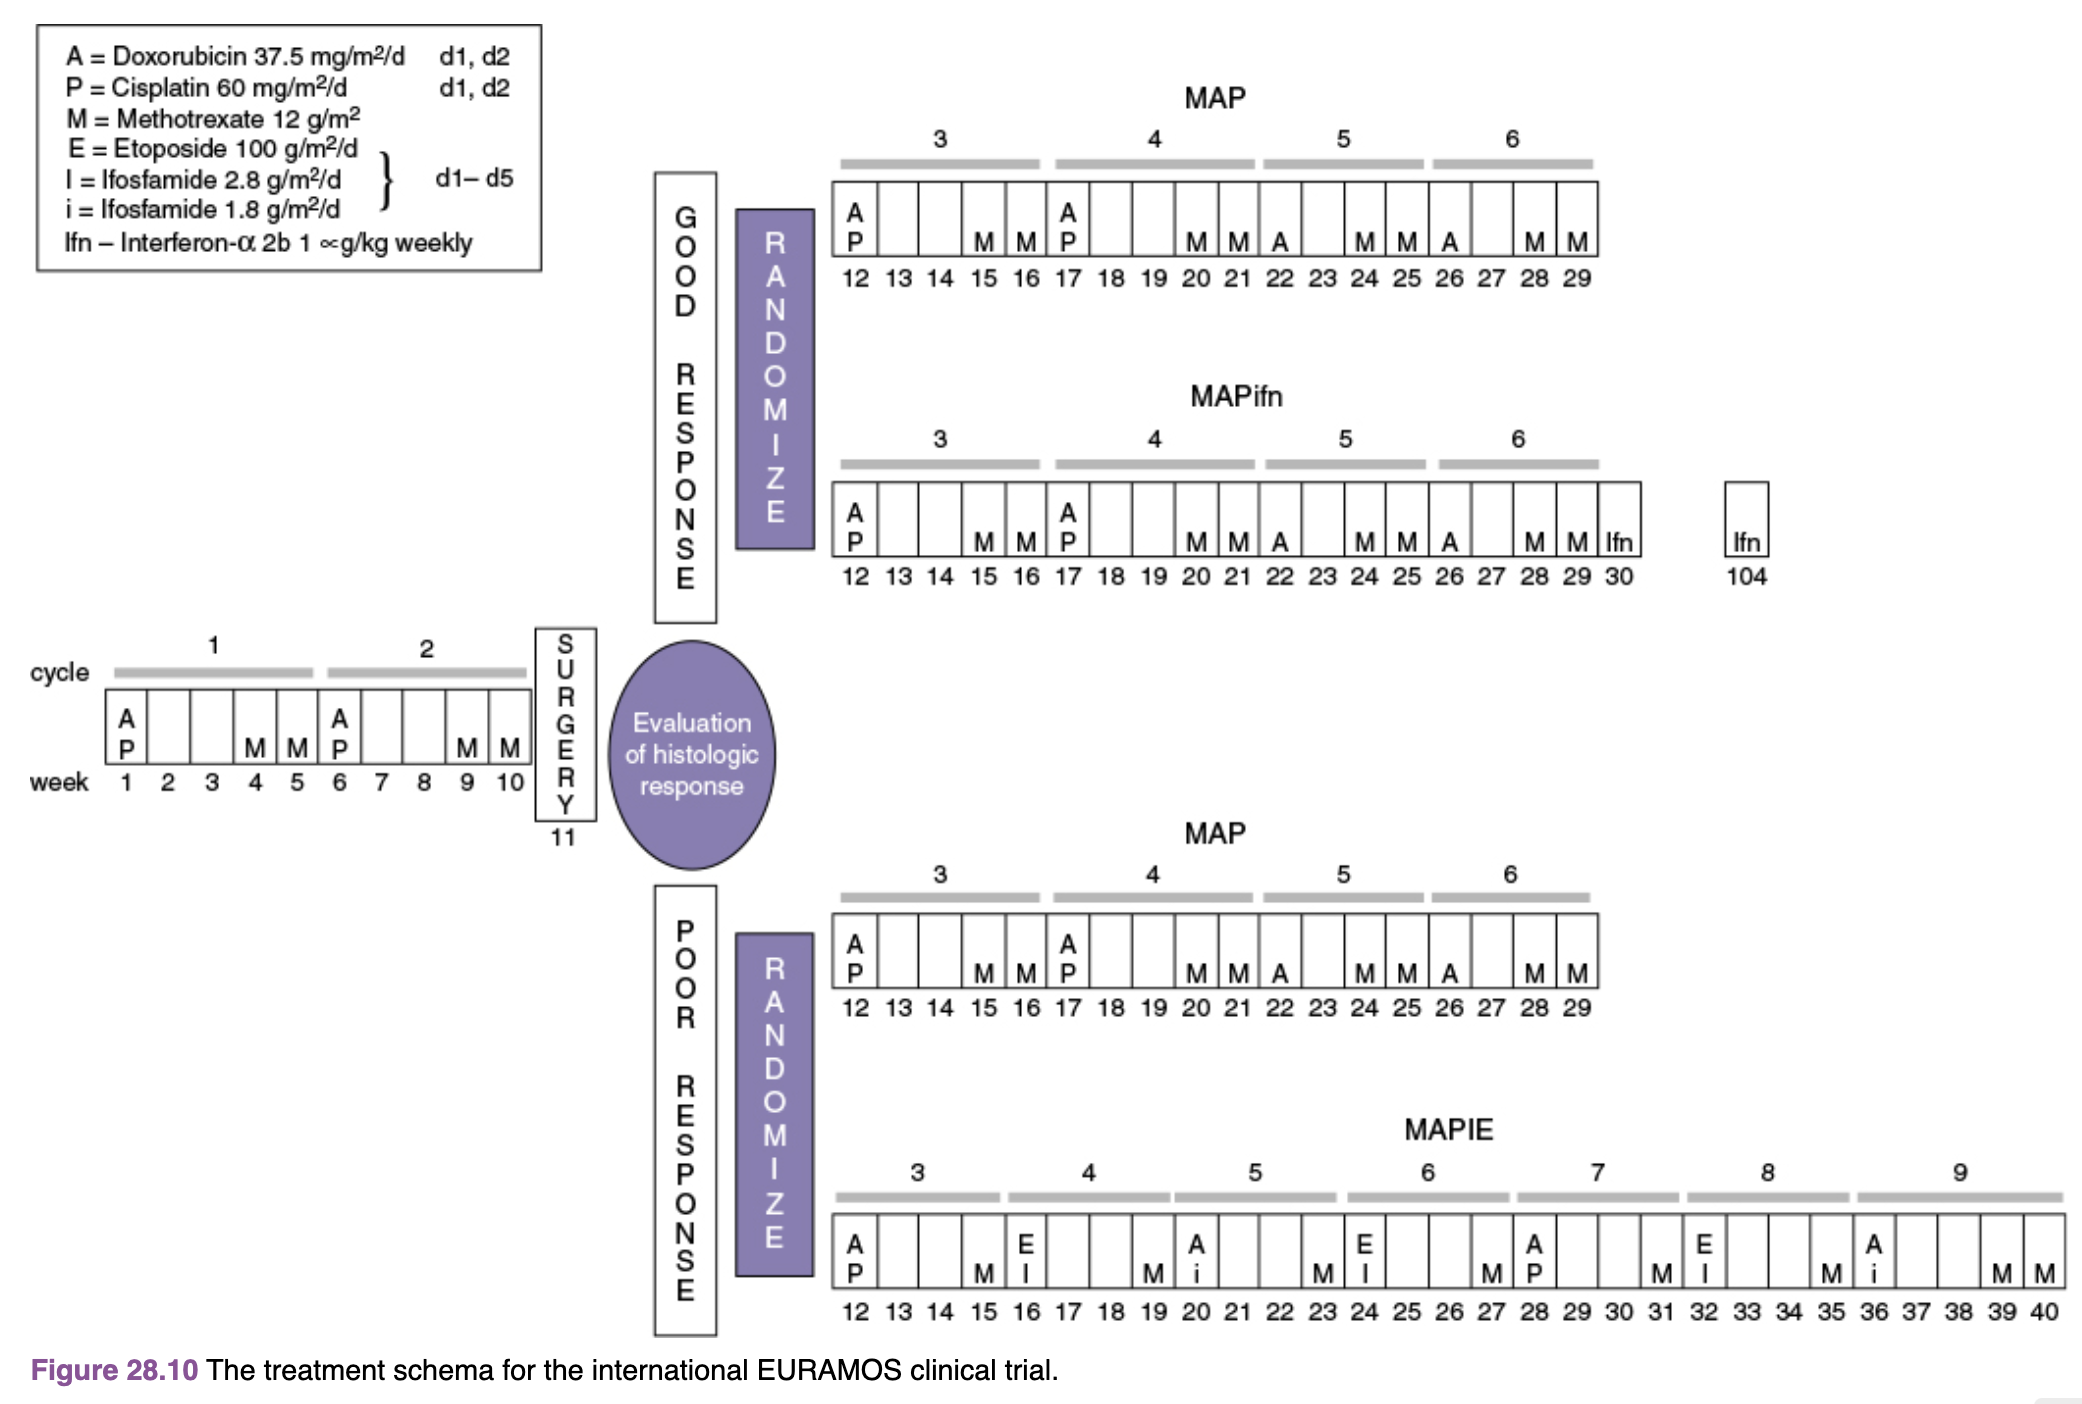 A = Doxorubicin 37.5 mg/m²/d d1, d2
P = Cisplatin 60 mg/m²/d d1, d2
M = Methotrexate 12 g/m²
E = Etoposide 100 g/m²/d
I = Ifosfamide 2.8 g/m²/d } d1– d5
i = Ifosfamide 1.8 g/m²/d
Ifn – Interferon-α 2b 1 ∝g/kg weekly
cycle 1 2
A A
P M M P M M
week 1 2 3 4 5 6 7 8 9 10
SURGERY
11
Evaluation
of histologic
response
GOOD RESPONSE
RANDOMIZE
MAP
3 4 5 6
A A
P M M P M M A M M A M M
12 13 14 15 16 17 18 19 20 21 22 23 24 25 26 27 28 29
MAPifn
3 4 5 6
A A
P M M P M M A M M A M M Ifn Ifn
12 13 14 15 16 17 18 19 20 21 22 23 24 25 26 27 28 29 30 104
POOR RESPONSE
RANDOMIZE
MAP
3 4 5 6
A A
P M M P M M A M M A M M
12 13 14 15 16 17 18 19 20 21 22 23 24 25 26 27 28 29
MAPIE
3 4 5 6 7 8 9
A E A E A E A
P M I M i M I M P M I M i M M
12 13 14 15 16 17 18 19 20 21 22 23 24 25 26 27 28 29 30 31 32 33 34 35 36 37 38 39 40
Figure 28.10 The treatment schema for the international EURAMOS clinical trial.